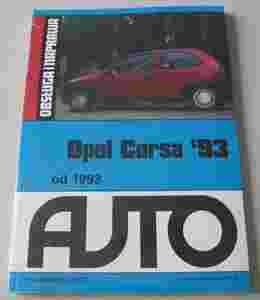 OBSŁUGA I NAPRAWA
Opel Corsa '93
od 1993
AUTO